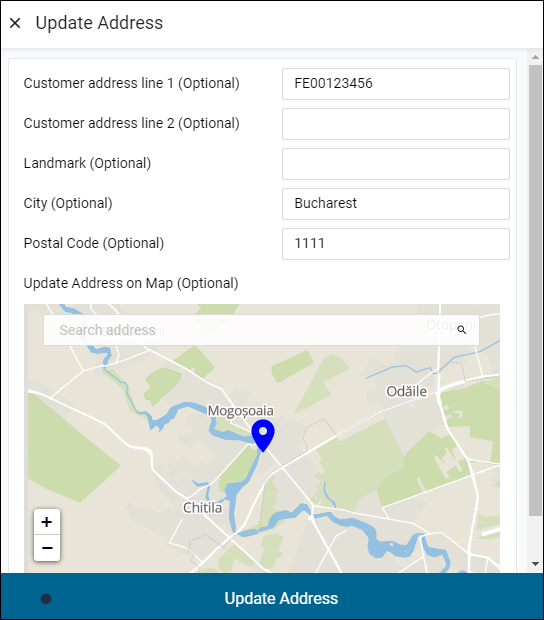 × Update Address
Customer address line 1 (Optional) FE00123456
Customer address line 2 (Optional)
Landmark (Optional)
City (Optional) Bucharest
Postal Code (Optional) 1111
Update Address on Map (Optional)
Search address
Odăile
Mogoșoaia
Chitila
+
−
Update Address